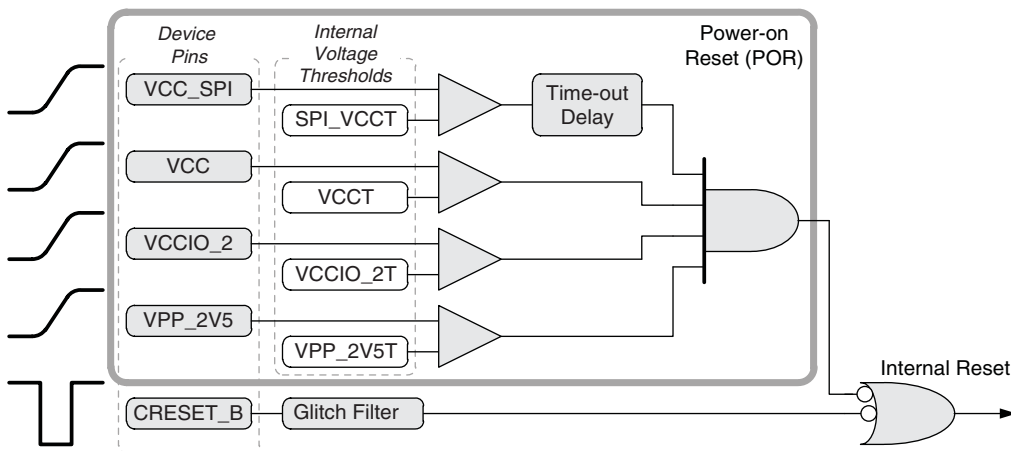 Device
Pins
Internal
Voltage
Thresholds
Power-on
Reset (POR)
VCC_SPI
SPI_VCCT
Time-out
Delay
VCC
VCCT
VCCIO_2
VCCIO_2T
VPP_2V5
VPP_2V5T
Internal Reset
CRESET_B
Glitch Filter